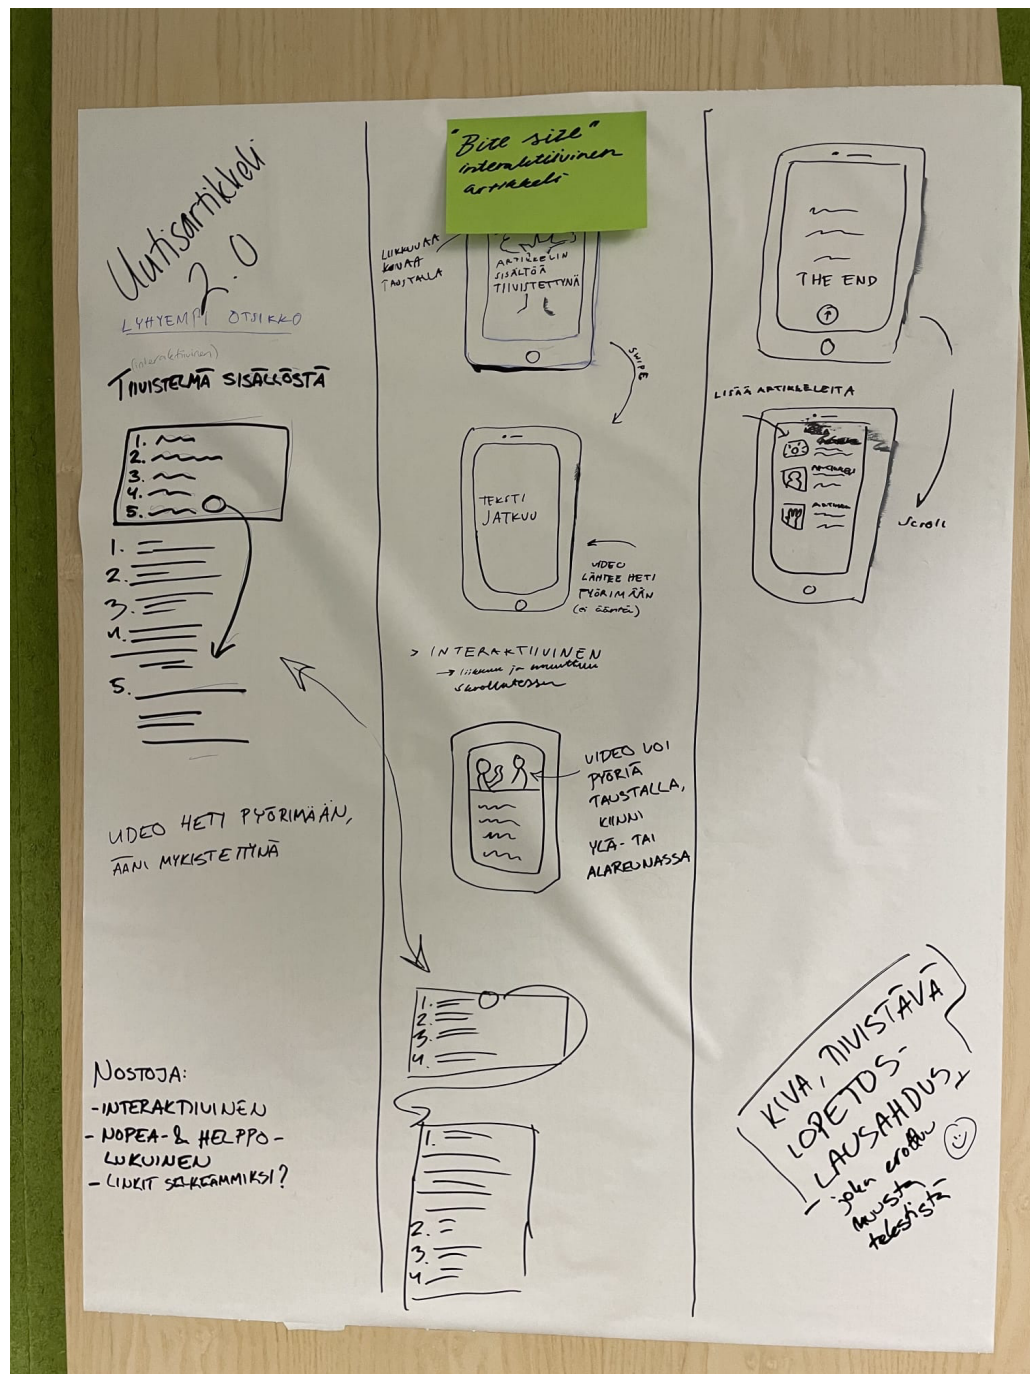 Uutisartikkeli
2.0
LYHYEMPI OTSIKKO
(interaktiivinen)
TIIVISTELMÄ SISÄLLÖSTÄ
1.
2.
3.
4.
5.
1.
2.
3.
4.
5.
VIDEO HETI PYÖRIMÄÄN,
ÄÄNI MYKISTETTYNÄ
NOSTOJA:
- INTERAKTIIVINEN
- NOPEA- & HELPPO-
LUKUINEN
- LINKIT SELKEÄMMIKSI?
"Bite size"
interaktiivinen
artikkeli
LIIKKUVAA
KUVAA
TAUSTALLA
ARTIKKELIN
SISÄLTÖÄ
TIIVISTETTYNÄ
SWIPE
TEKSTI
JATKUU
VIDEO
LÄHTEE HETI
PYÖRIMÄÄN
(ei ääntä)
> INTERAKTIIVINEN
→ liikkuu ja muuttuu
skrollatessa
VIDEO VOI
PYÖRIÄ
TAUSTALLA,
KIINNI
YLÄ- TAI
ALAREUNASSA
1.
2.
3.
4.
1.
2.
3.
4
THE END
LISÄÄ ARTIKKELEITA
ARTIKKELI
Scroll
KIVA, TIIVISTÄVÄ
LOPETUS-
LAUSAHDUS,
joka erottuu
muusta
tekstistä